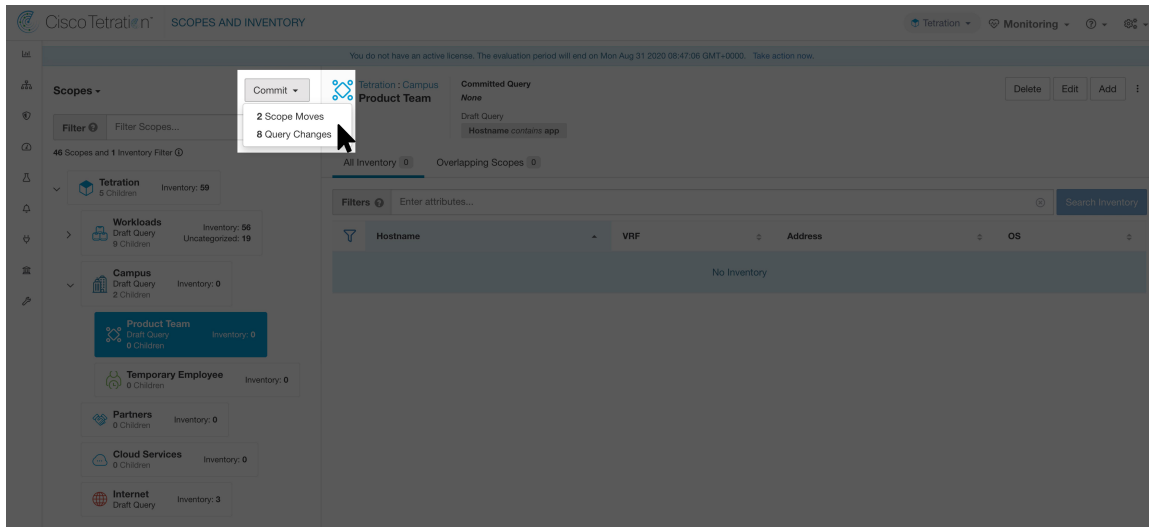 Cisco Tetration™ SCOPES AND INVENTORY
Tetration
Monitoring
You do not have an active license. The evaluation period will end on Mon Aug 31 2020 08:47:06 GMT+0000. Take action now.
Scopes
Commit
2 Scope Moves
8 Query Changes
Filter
Filter Scopes...
46 Scopes and 1 Inventory Filter
Tetration
5 Children
Inventory: 59
Workloads
Draft Query
9 Children
Inventory: 56
Uncategorized: 19
Campus
Draft Query
2 Children
Inventory: 0
Product Team
Draft Query
0 Children
Inventory: 0
Temporary Employee
0 Children
Inventory: 0
Partners
0 Children
Inventory: 0
Cloud Services
0 Children
Inventory: 0
Internet
Draft Query
Inventory: 3
Tetration : Campus
Product Team
Committed Query
None
Draft Query
Hostname contains app
Delete
Edit
Add
All Inventory 0
Overlapping Scopes 0
Filters
Enter attributes...
Search Inventory
Hostname
VRF
Address
OS
No Inventory